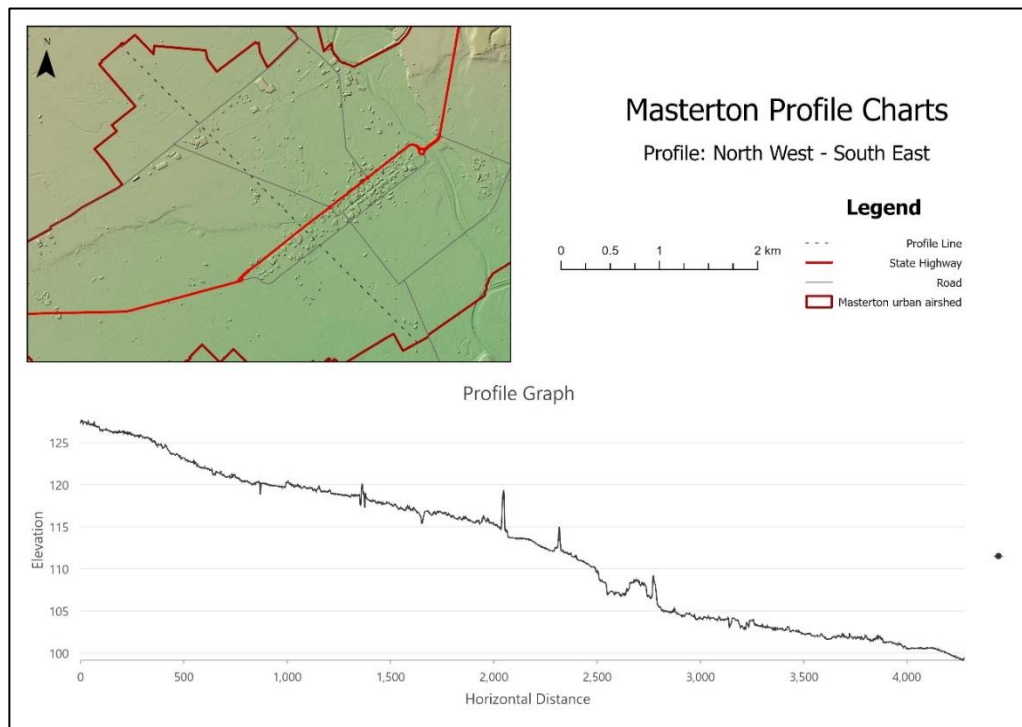 N
Masterton Profile Charts
Profile: North West - South East
Legend
0 0.5 1 2 km
Profile Line
State Highway
Road
Masterton urban airshed
Profile Graph
125
120
115
110
105
100
Elevation
0 500 1,000 1,500 2,000 2,500 3,000 3,500 4,000
Horizontal Distance